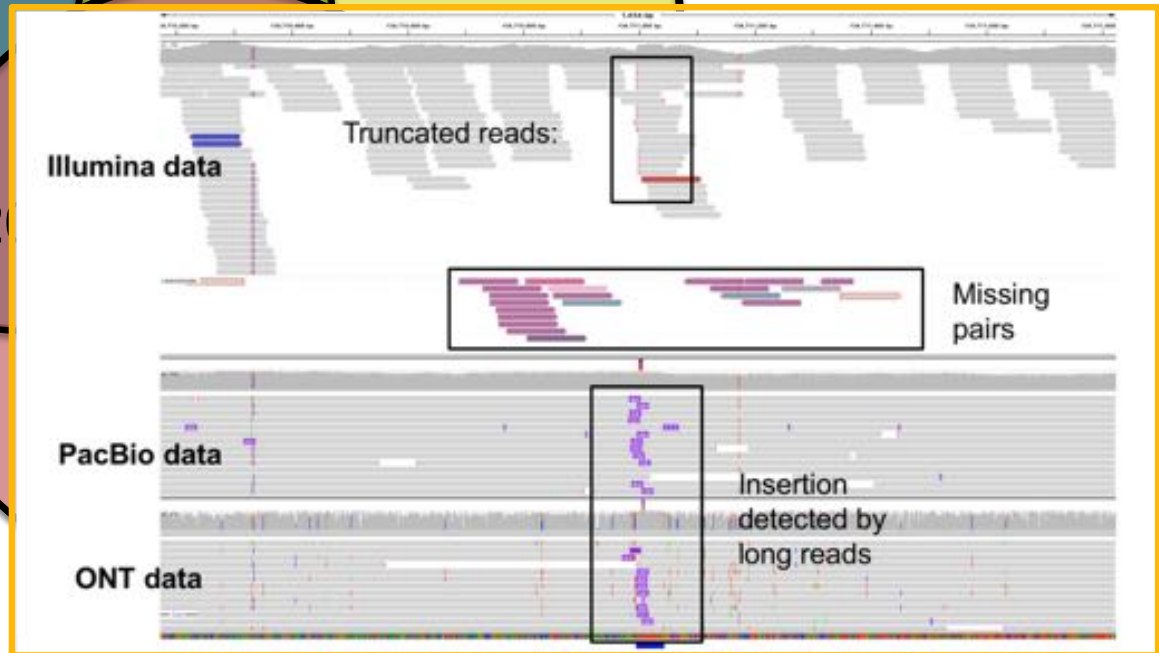 Truncated reads:
Illumina data
Missing
pairs
PacBio data
Insertion
detected by
long reads
ONT data